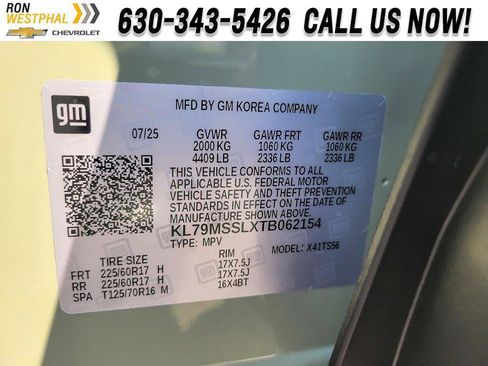 RON
WESTPHAL
CHEVROLET
630-343-5426 CALL US NOW!
gm
MFD BY GM KOREA COMPANY
07/25 GVWR GAWR FRT GAWR RR
2000 KG 1060 KG 1060 KG
4409 LB 2336 LB 2336 LB
THIS VEHICLE CONFORMS TO ALL
APPLICABLE U.S. FEDERAL MOTOR
VEHICLE SAFETY AND THEFT PREVENTION
STANDARDS IN EFFECT ON THE DATE OF
MANUFACTURE SHOWN ABOVE.
KL79MSSLXTB062154
TYPE: MPV MODEL: X41TS56
TIRE SIZE RIM
FRT 225/60R17 H 17X7.5J
RR 225/60R17 H 17X7.5J
SPA T125/70R16 M 16X4BT